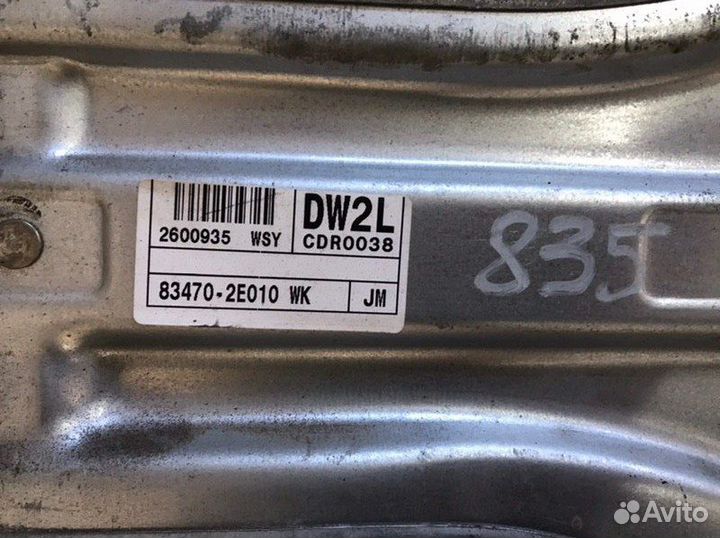 DW2L
2600935 WSY
CDR0038
83470-2E010 WK
JM
835
Avito